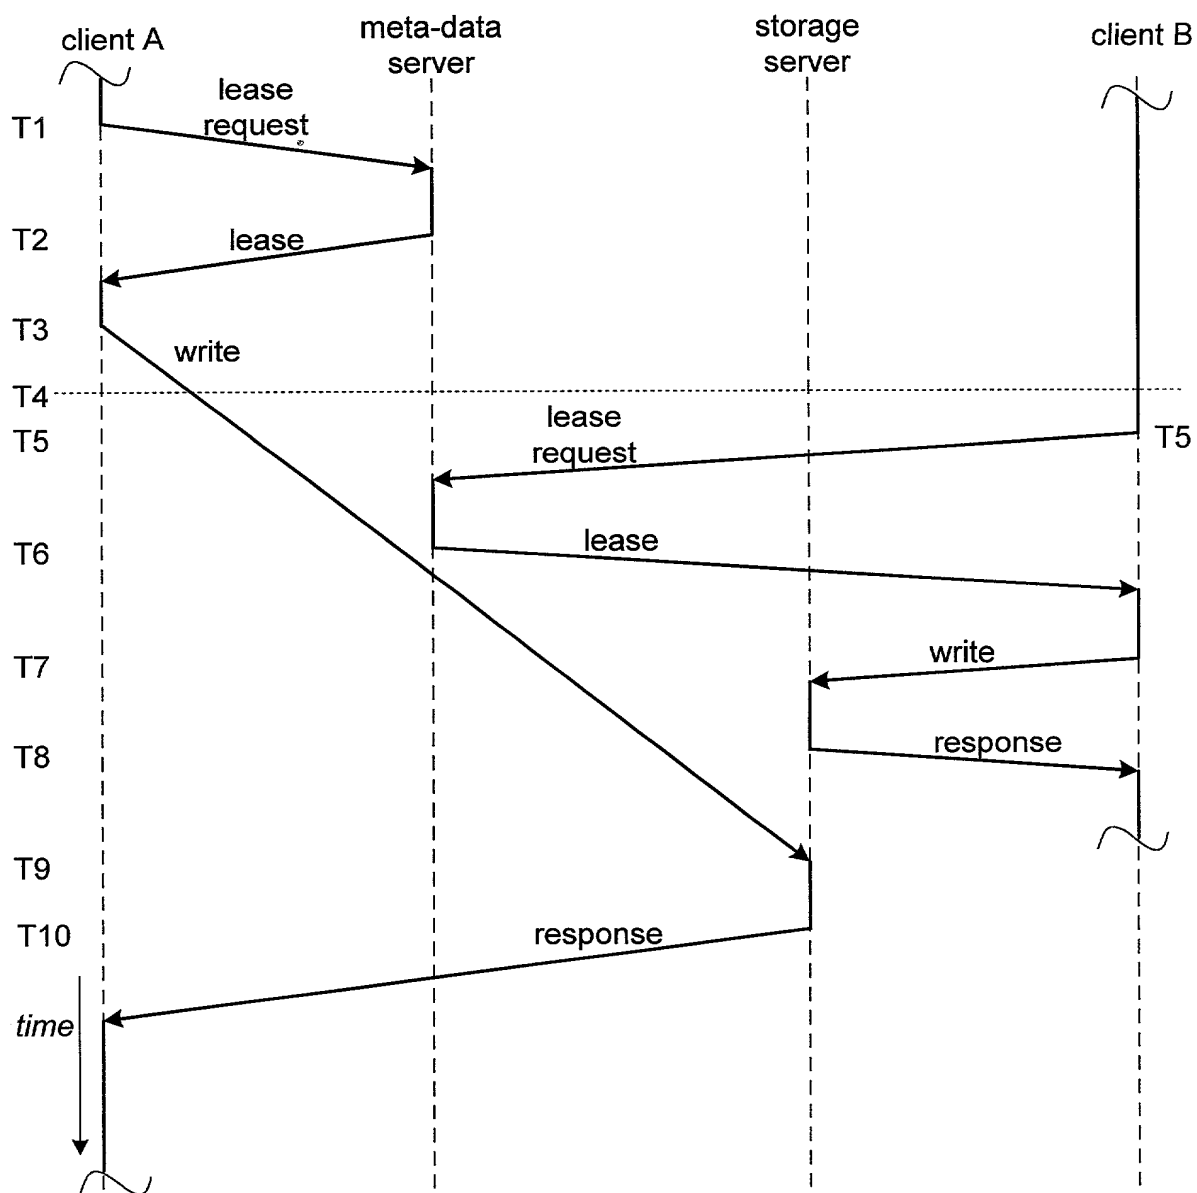 client A
meta-data
server
storage
server
client B
T1
lease
request
T2
lease
T3
write
T4
T5
lease
request
T5
T6
lease
T7
write
T8
response
T9
T10
response
time